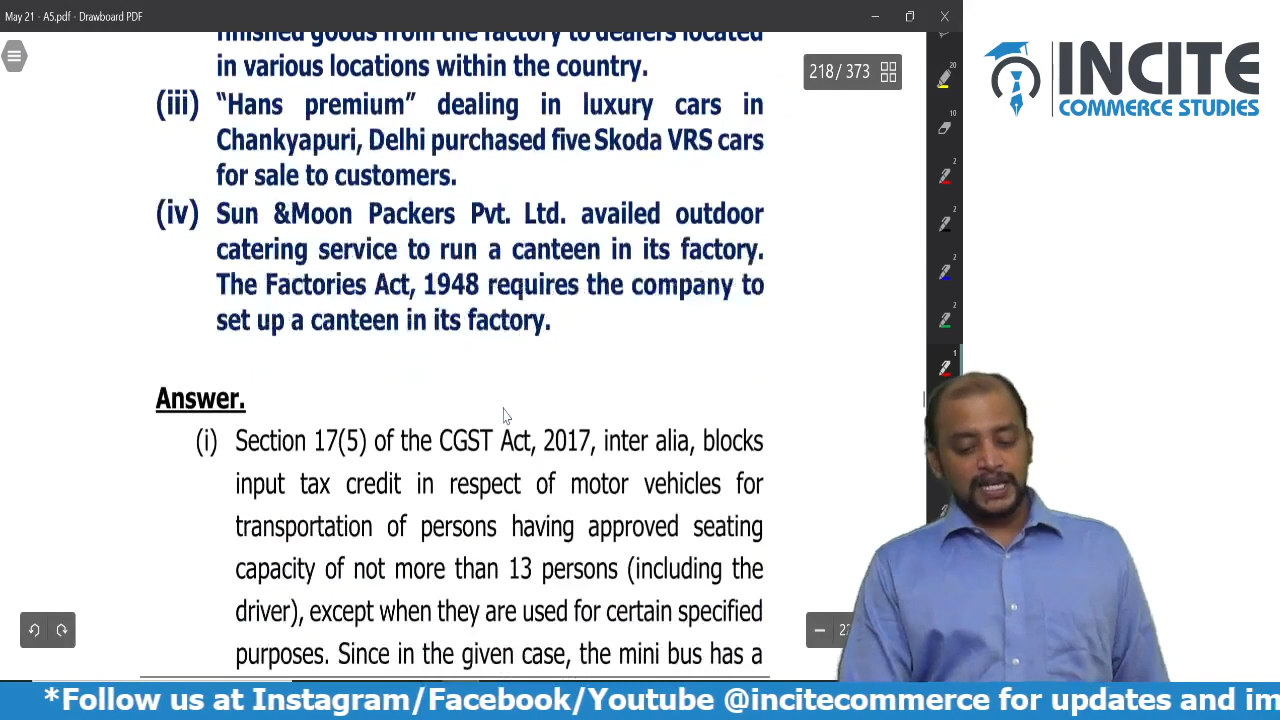 May 21 - A5.pdf - Drawboard PDF
finished goods from the factory to dealers located
in various locations within the country.
218 / 373
(iii) “Hans premium” dealing in luxury cars in
Chankyapuri, Delhi purchased five Skoda VRS cars
for sale to customers.
(iv) Sun &Moon Packers Pvt. Ltd. availed outdoor
catering service to run a canteen in its factory.
The Factories Act, 1948 requires the company to
set up a canteen in its factory.
Answer.
(i) Section 17(5) of the CGST Act, 2017, inter alia, blocks
input tax credit in respect of motor vehicles for
transportation of persons having approved seating
capacity of not more than 13 persons (including the
driver), except when they are used for certain specified
purposes. Since in the given case, the mini bus has a
INCITE
COMMERCE STUDIES
20
10
2
2
2
2
1
*Follow us at Instagram/Facebook/Youtube @incitecommerce for updates and im